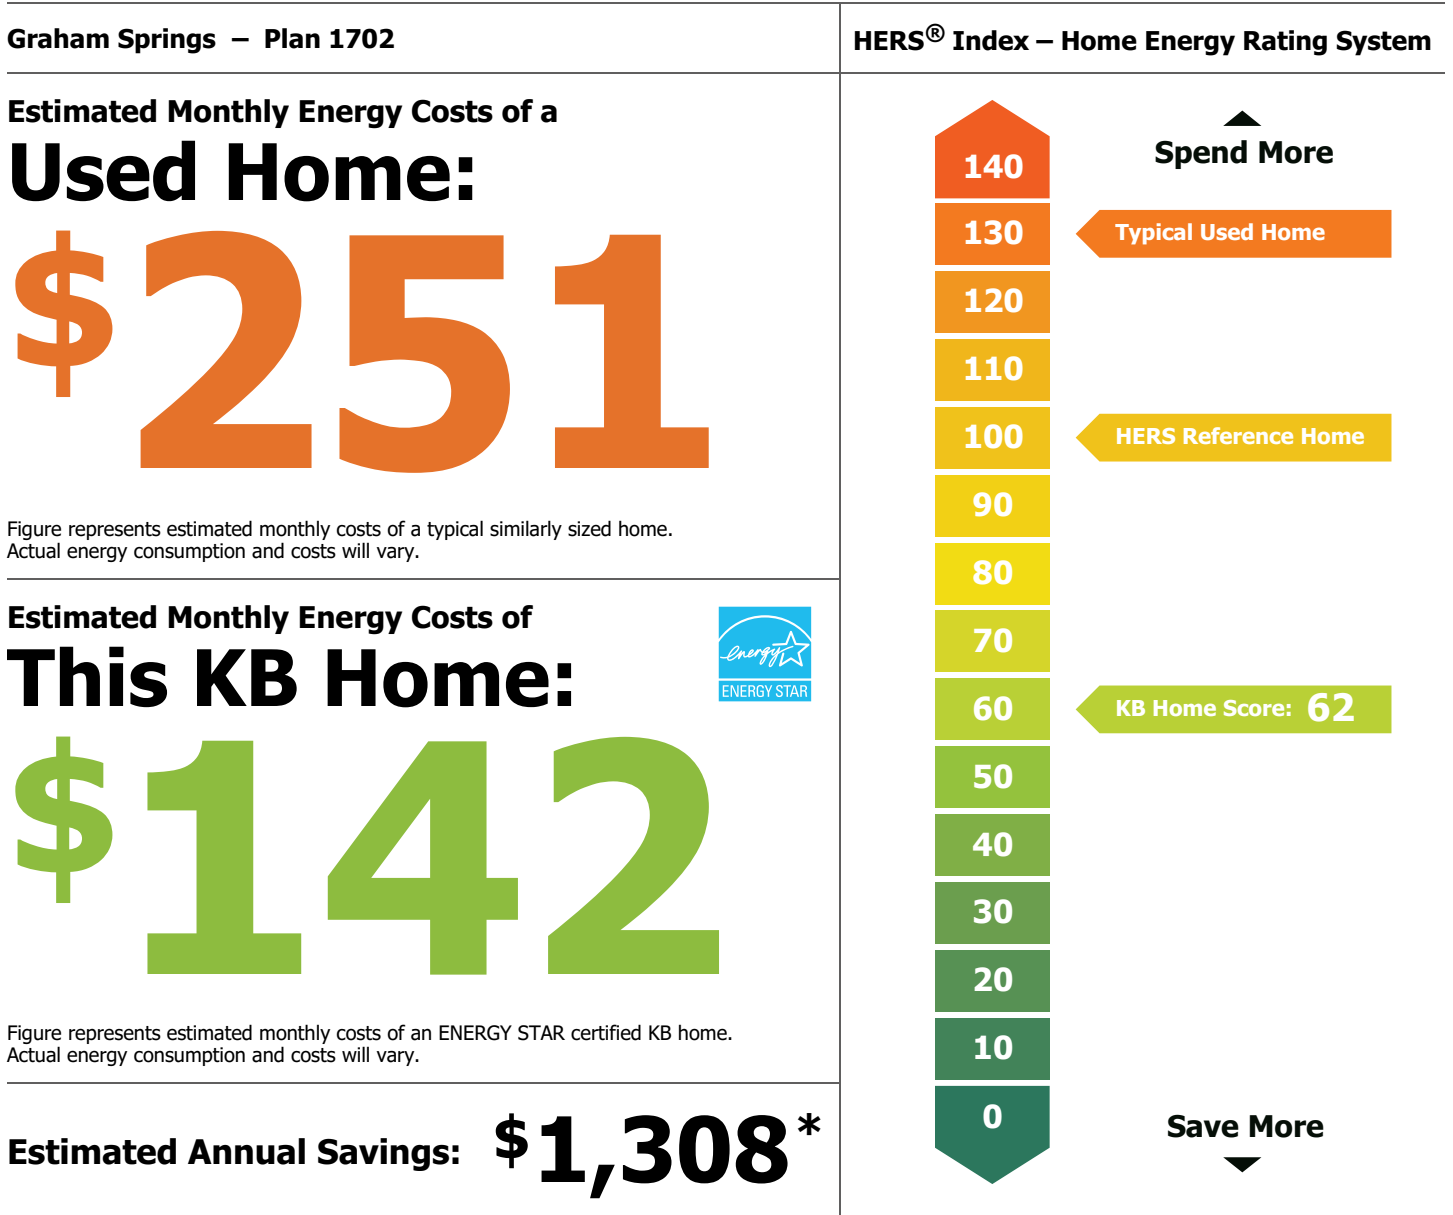 Graham Springs – Plan 1702
Estimated Monthly Energy Costs of a
Used Home:
$251
Figure represents estimated monthly costs of a typical similarly sized home.
Actual energy consumption and costs will vary.
Estimated Monthly Energy Costs of
This KB Home:
energy
ENERGY STAR
$142
Figure represents estimated monthly costs of an ENERGY STAR certified KB home.
Actual energy consumption and costs will vary.
Estimated Annual Savings: $1,308*
HERS® Index – Home Energy Rating System
Spend More
140
130 Typical Used Home
120
110
100 HERS Reference Home
90
80
70
60 KB Home Score: 62
50
40
30
20
10
0
Save More